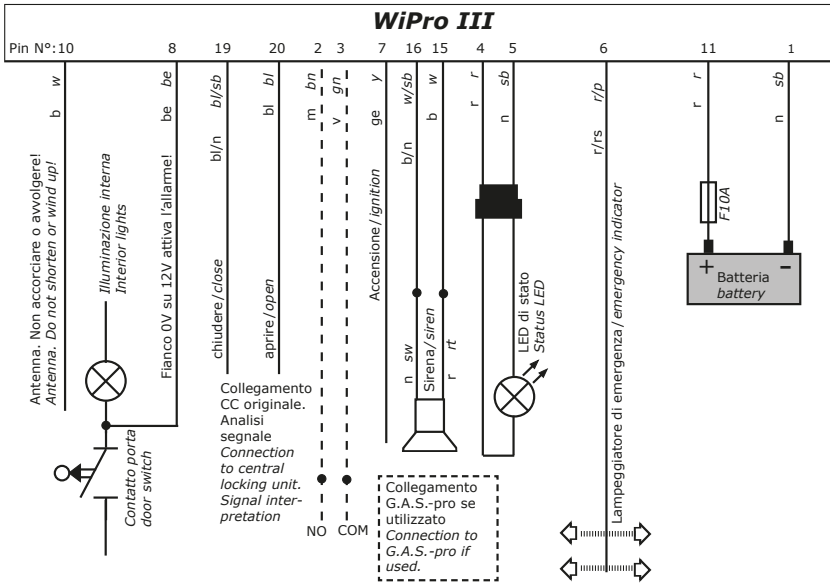 WiPro III
Pin N°:10 8 19 20 2 3 7 16 15 4 5 6 11 1
b w
be be
bl/n bl/sb
bl bl
m bn
v gn
ge y
b/n w/sb
b w
r r
n sb
r/rs r/p
r r
n sb
Antenna. Non accorciare o avvolgere!
Antenna. Do not shorten or wind up!
Illuminazione interna
Interior lights
Fianco 0V su 12V attiva l'allarme!
chiudere/close
aprire/open
Accensione/ignition
n sw
Sirena/siren
r rt
LED di stato
Status LED
Lampeggiatore di emergenza/emergency indicator
F10A
+ -
Batteria
battery
Contatto porta
door switch
Collegamento
CC originale.
Analisi
segnale
Connection
to central
locking unit.
Signal inter-
pretation
NO COM
Collegamento
G.A.S.-pro se
utilizzato
Connection to
G.A.S.-pro if
used.